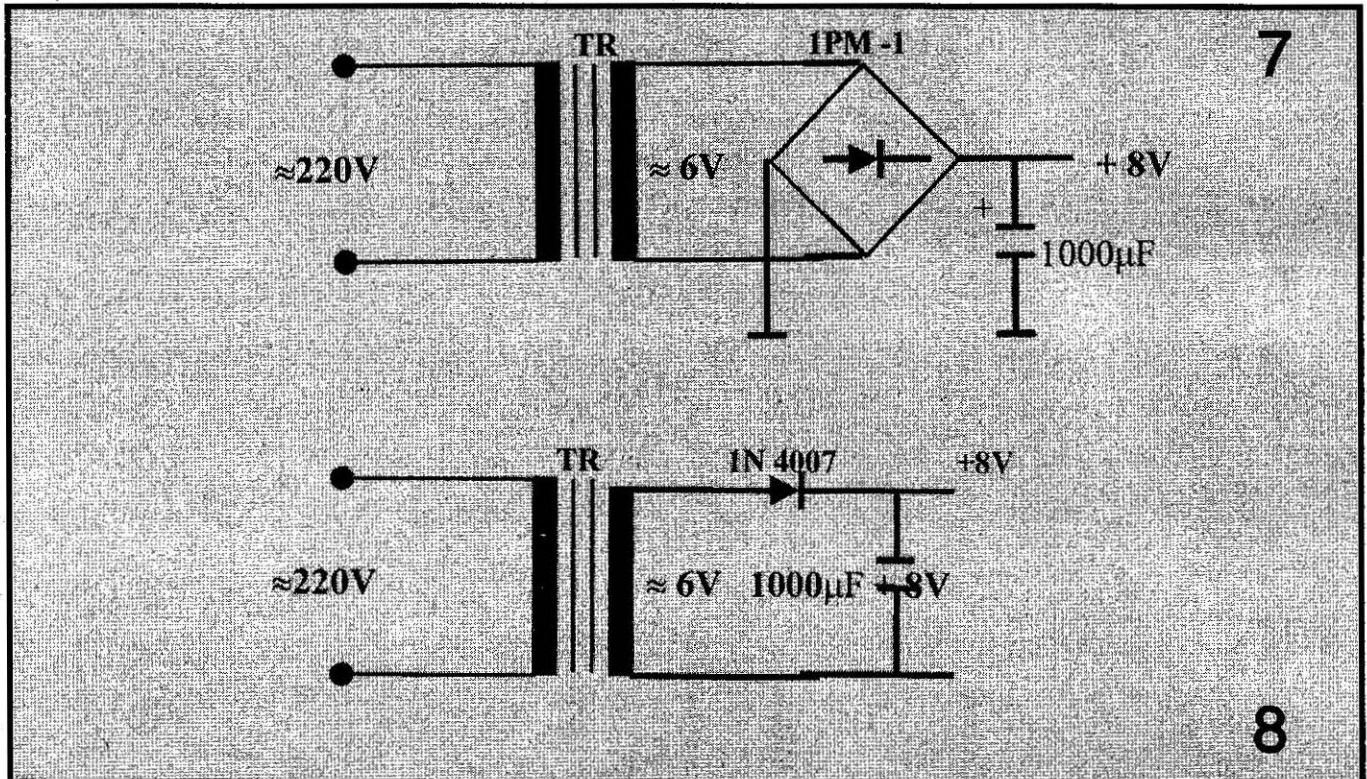 TR 1PM -1 7
≈220V ≈ 6V + 8V
+
1000µF
TR 1N 4007 +8V
≈220V ≈ 6V 1000µF + 8V
8